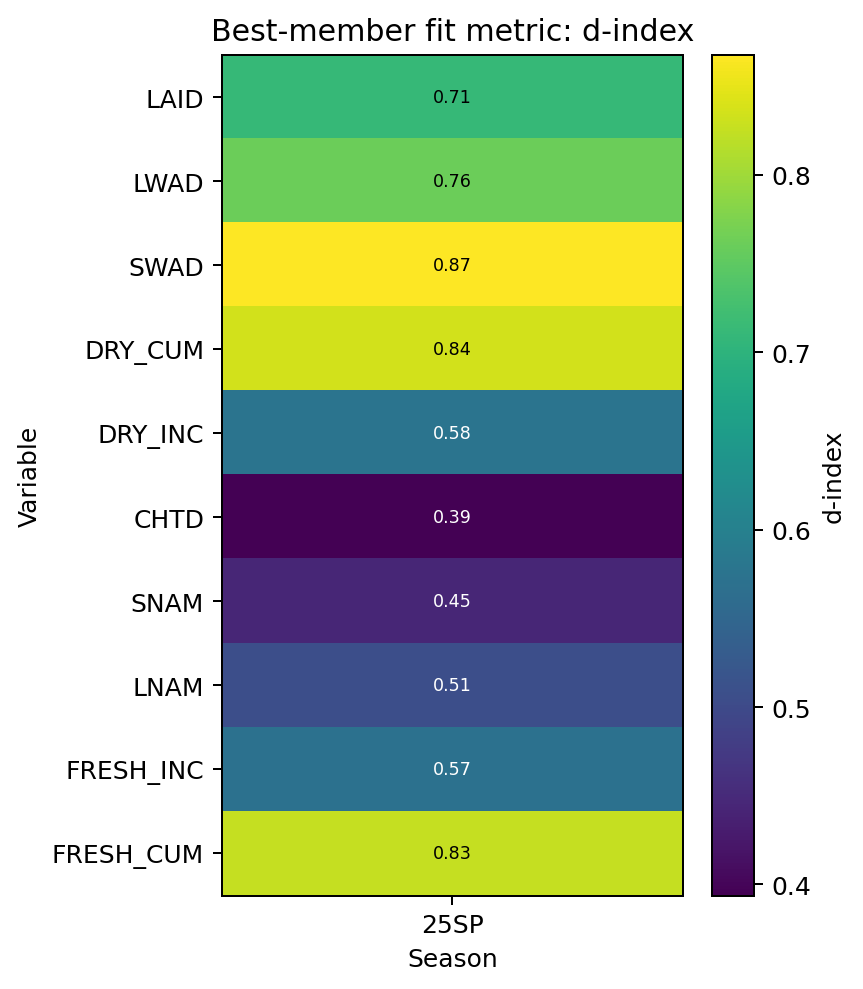 Best-member fit metric: d-index
LAID 0.71
LWAD 0.76
SWAD 0.87
DRY_CUM 0.84
DRY_INC 0.58
CHTD 0.39
SNAM 0.45
LNAM 0.51
FRESH_INC 0.57
FRESH_CUM 0.83
Variable
25SP
Season
0.8
0.7
0.6
0.5
0.4
d-index